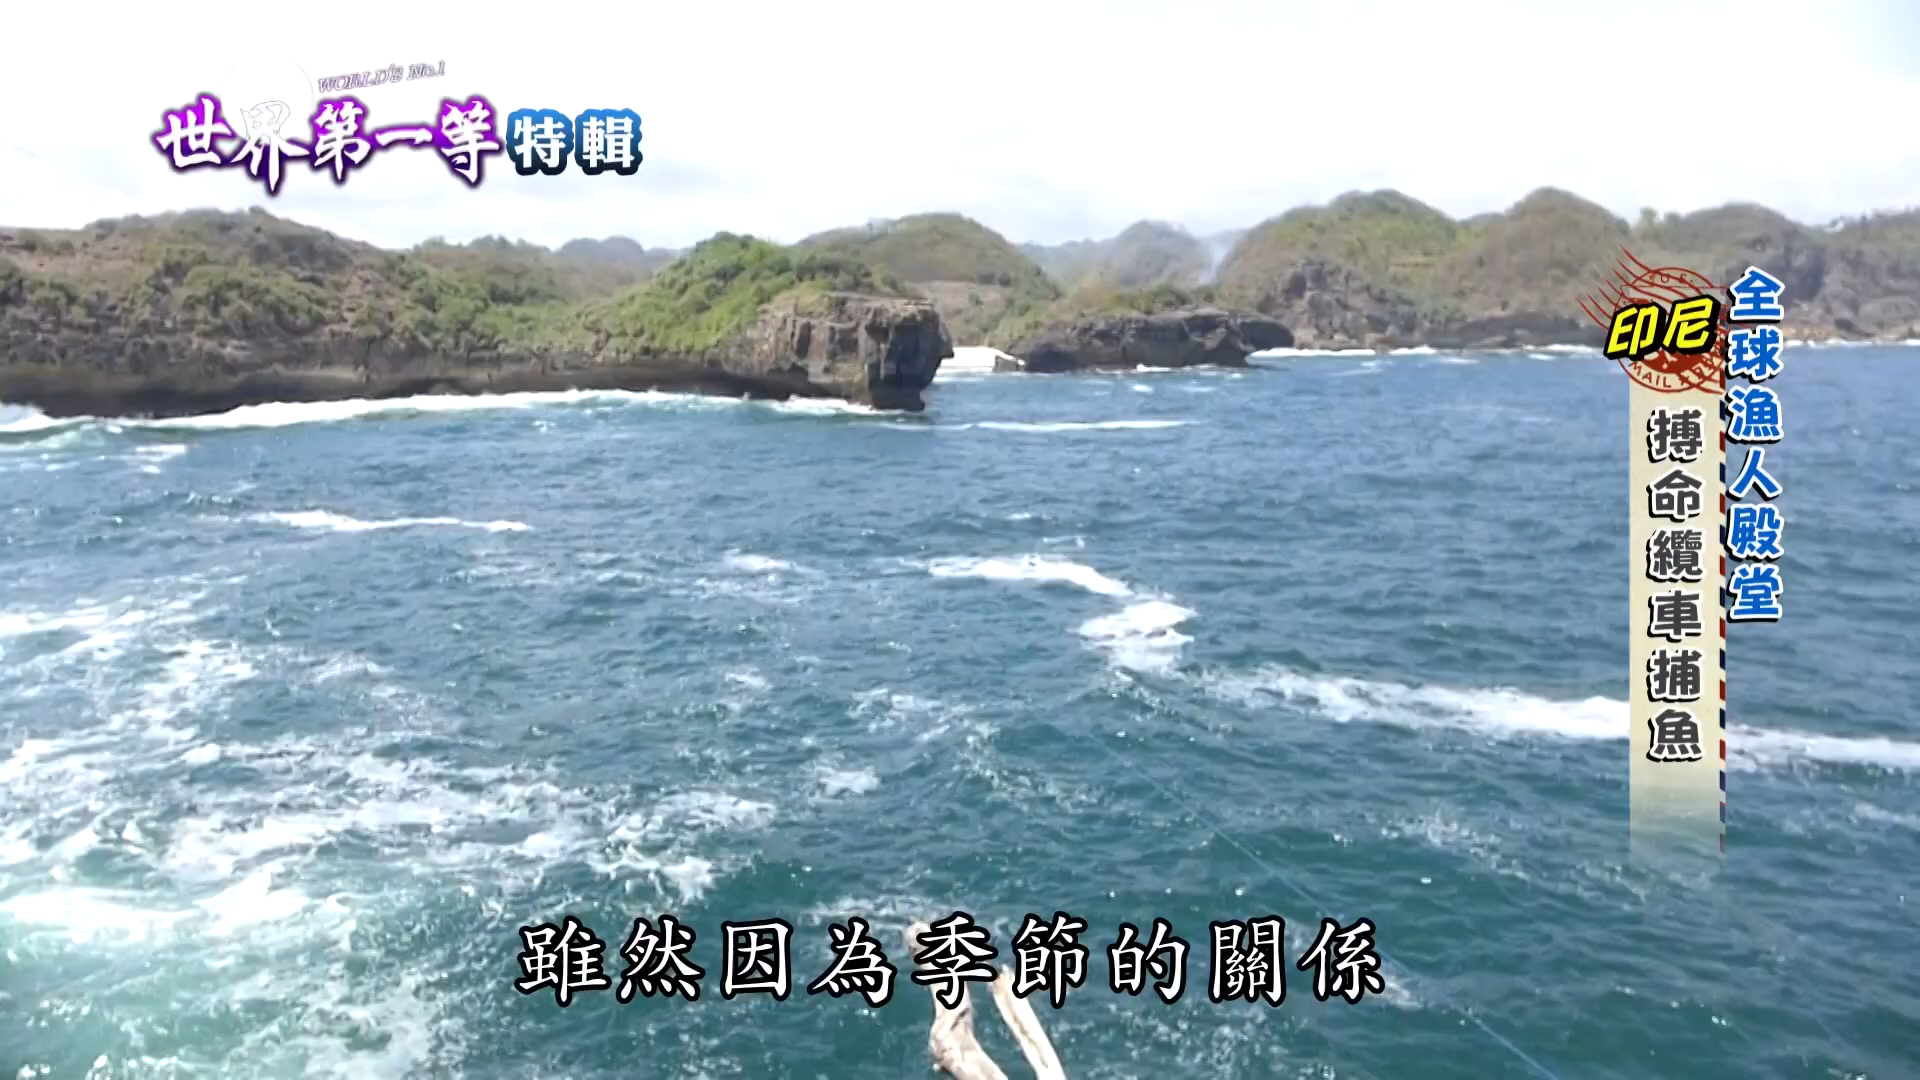 WORLD'S No.1
世界第一等特輯
全球漁人殿堂
印尼
MAIL
搏命纜車捕魚
雖然因為季節的關係